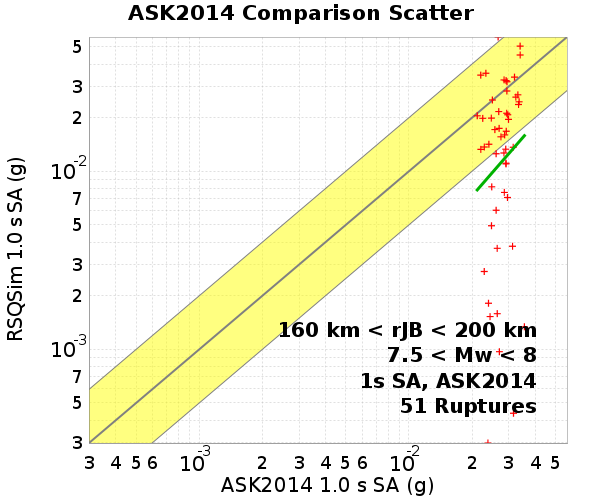 ASK2014 Comparison Scatter
RSQSim 1.0 s SA (g)
5
3
2
10-2
7
5
3
2
10-3
7
5
3
160 km < rJB < 200 km
7.5 < Mw < 8
1s SA, ASK2014
51 Ruptures
3 4 5 6 10-3 2 3 4 5 6 10-2 2 3 4 5
ASK2014 1.0 s SA (g)